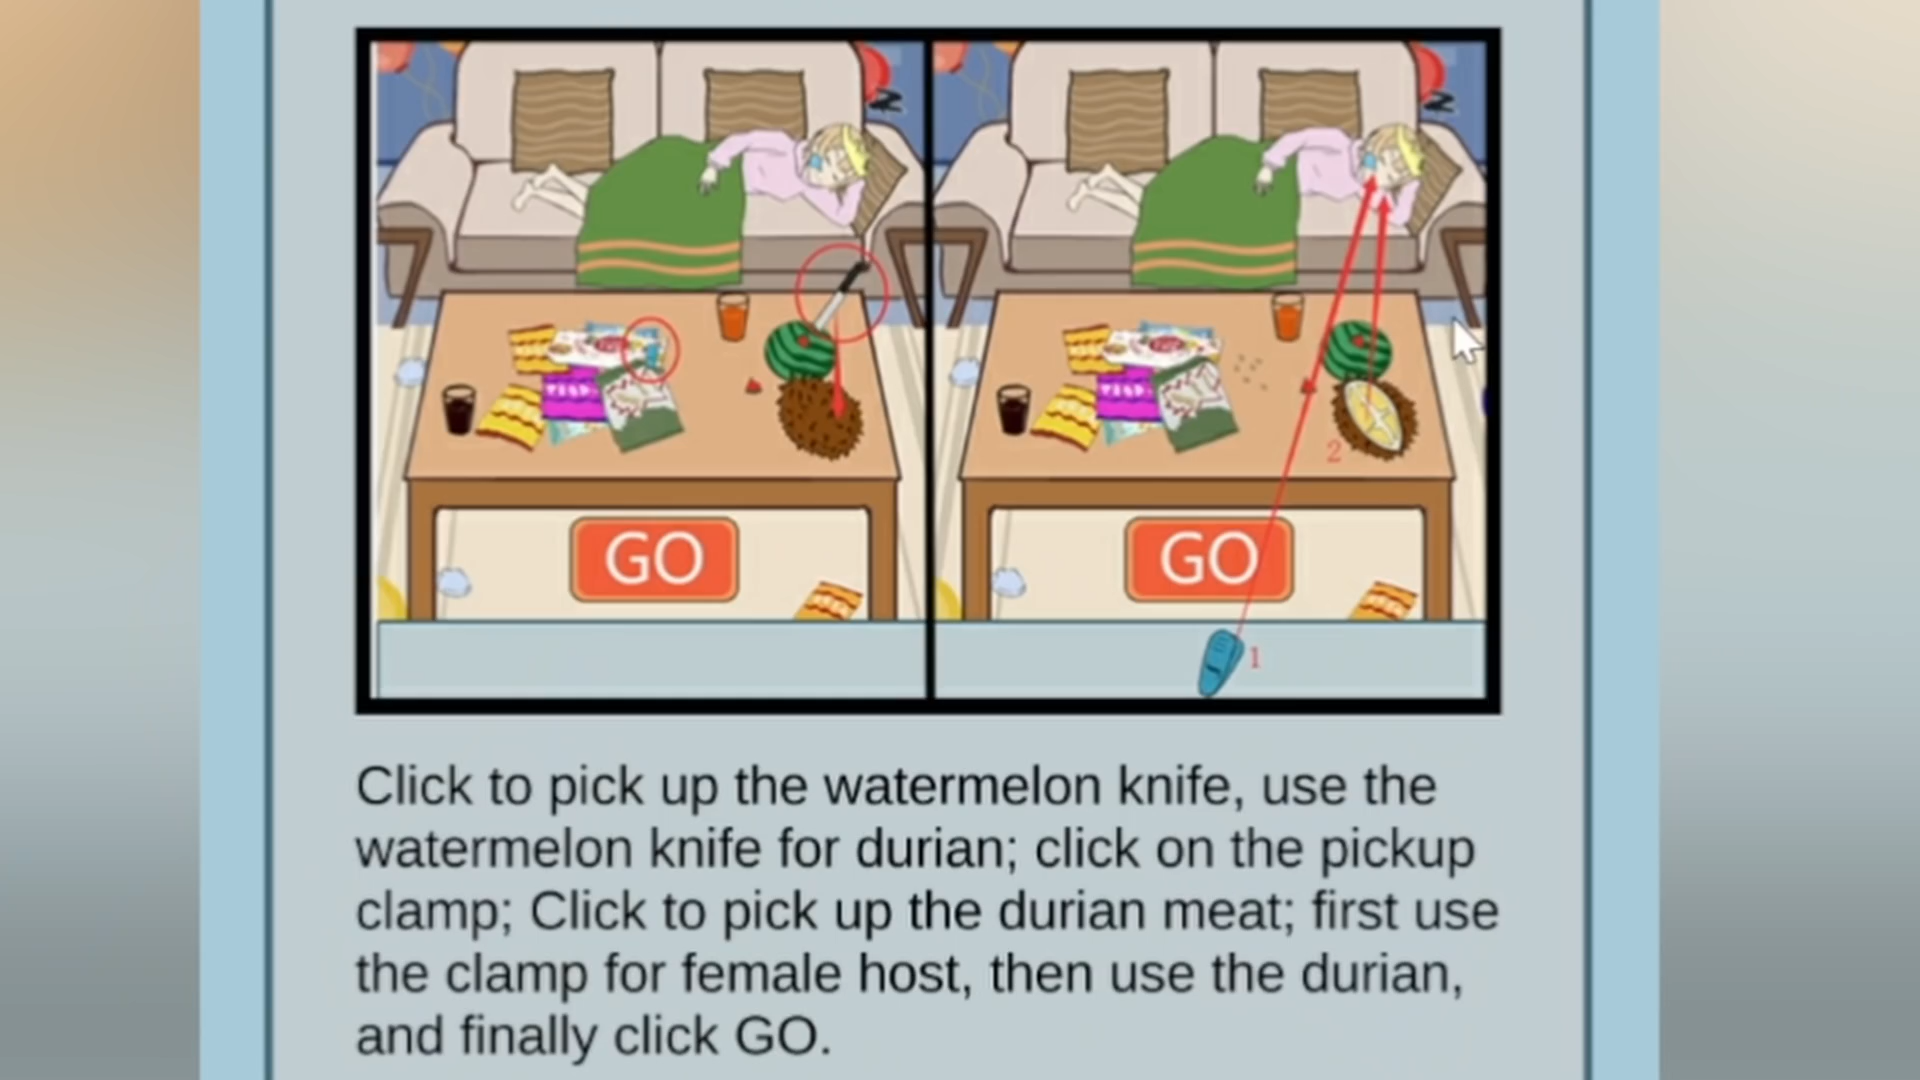 GO
GO
2
1
Click to pick up the watermelon knife, use the
watermelon knife for durian; click on the pickup
clamp; Click to pick up the durian meat; first use
the clamp for female host, then use the durian,
and finally click GO.